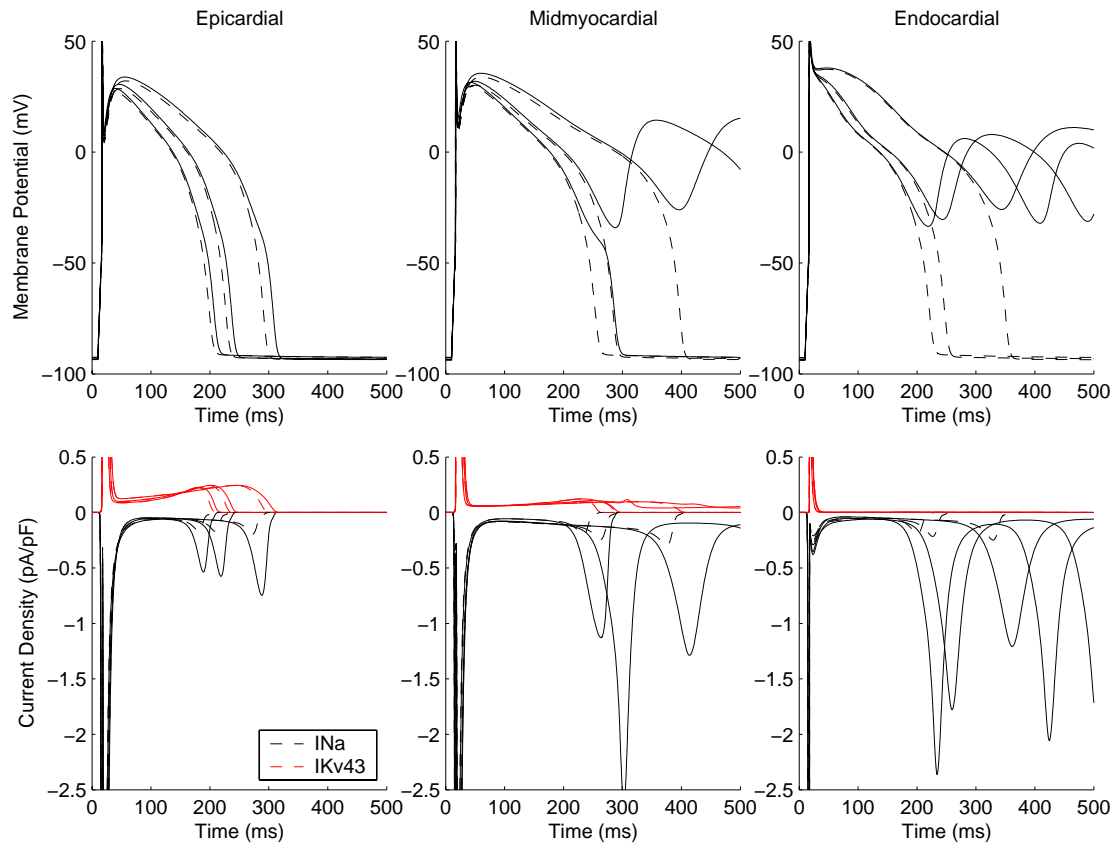 Epicardial
Midmyocardial
Endocardial
Membrane Potential (mV)
50
0
−50
−100
0 100 200 300 400 500
Time (ms)
50
0
−50
−100
0 100 200 300 400 500
Time (ms)
50
0
−50
−100
0 100 200 300 400 500
Time (ms)
Current Density (pA/pF)
0.5
0
−0.5
−1
−1.5
−2
−2.5
INa
IKv43
0 100 200 300 400 500
Time (ms)
0.5
0
−0.5
−1
−1.5
−2
−2.5
0 100 200 300 400 500
Time (ms)
0.5
0
−0.5
−1
−1.5
−2
−2.5
0 100 200 300 400 500
Time (ms)